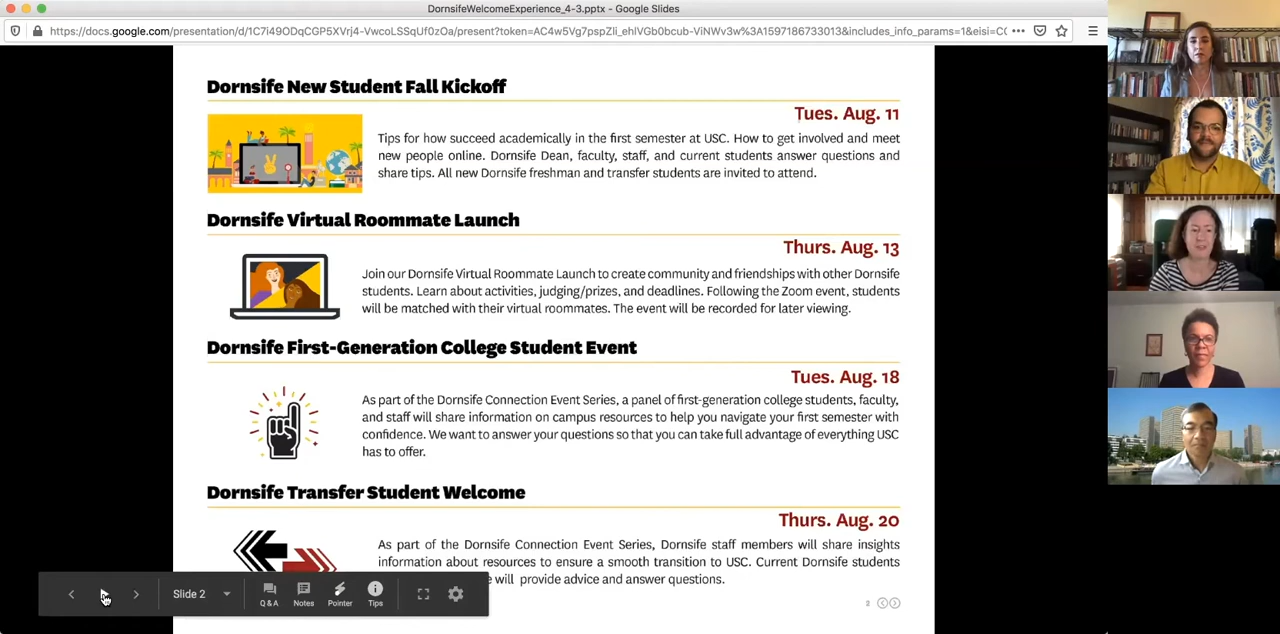 DornsifeWelcomeExperience_4-3.pptx - Google Slides
https://docs.google.com/presentation/d/
Dornsife New Student Fall Kickoff
Tues. Aug. 11
Tips for how succeed academically in the first semester at USC. How to get involved and meet
new people online. Dornsife Dean, faculty, staff, and current students answer questions and
share tips. All new Dornsife freshman and transfer students are invited to attend.
Dornsife Virtual Roommate Launch
Thurs. Aug. 13
Join our Dornsife Virtual Roommate Launch to create community and friendships with other Dornsife
students. Learn about activities, judging/prizes, and deadlines. Following the Zoom event, students
will be matched with their virtual roommates. The event will be recorded for later viewing.
Dornsife First-Generation College Student Event
Tues. Aug. 18
As part of the Dornsife Connection Event Series, a panel of first-generation college students, faculty,
and staff will share information on campus resources to help you navigate your first semester with
confidence. We want to answer your questions so that you can take full advantage of everything USC
has to offer.
Dornsife Transfer Student Welcome
Thurs. Aug. 20
As part of the Dornsife Connection Event Series, Dornsife staff members will share insights
information about resources to ensure a smooth transition to USC. Current Dornsife students
will provide advice and answer questions.
Slide 2
Q & A
Notes
Pointer
Tips
2